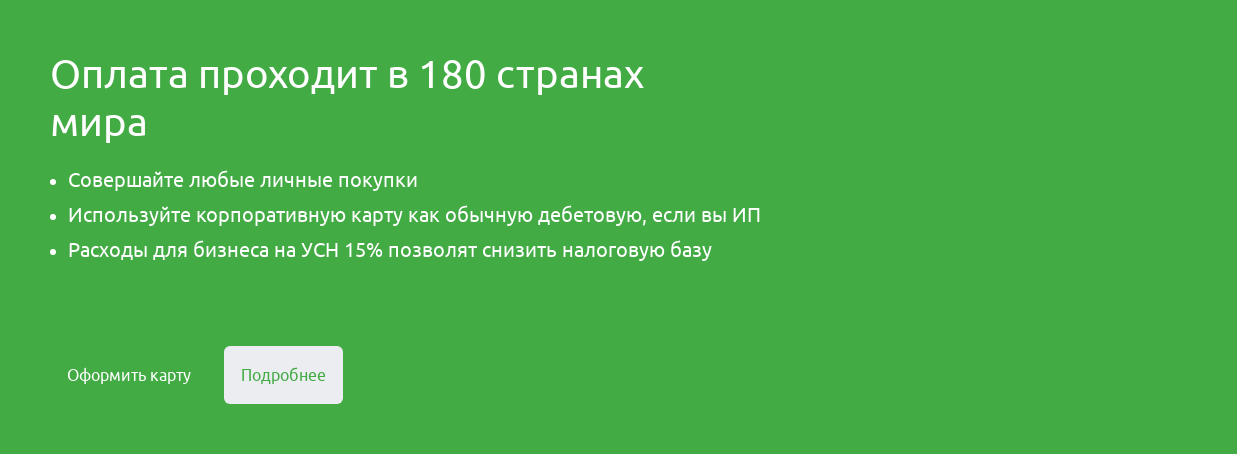 Оплата проходит в 180 странах
мира
Совершайте любые личные покупки
Используйте корпоративную карту как обычную дебетовую, если вы ИП
Расходы для бизнеса на УСН 15% позволят снизить налоговую базу
Оформить карту
Подробнее